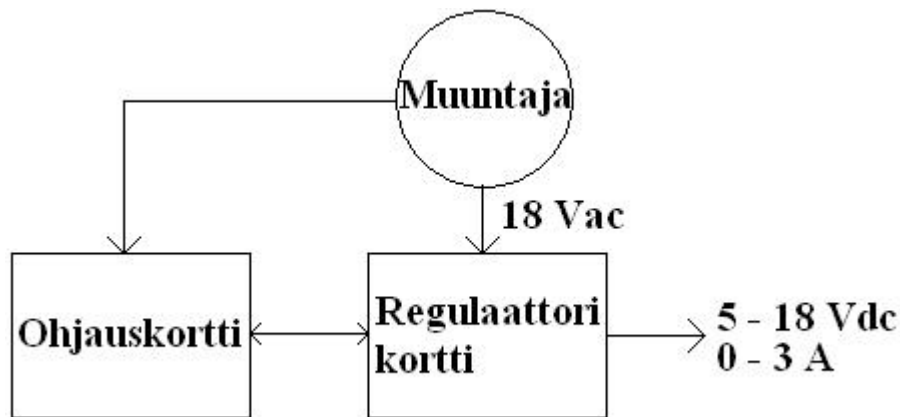 Muuntaja
18 Vac
Ohjauskortti
Regulaattori
kortti
5 - 18 Vdc
0 - 3 A